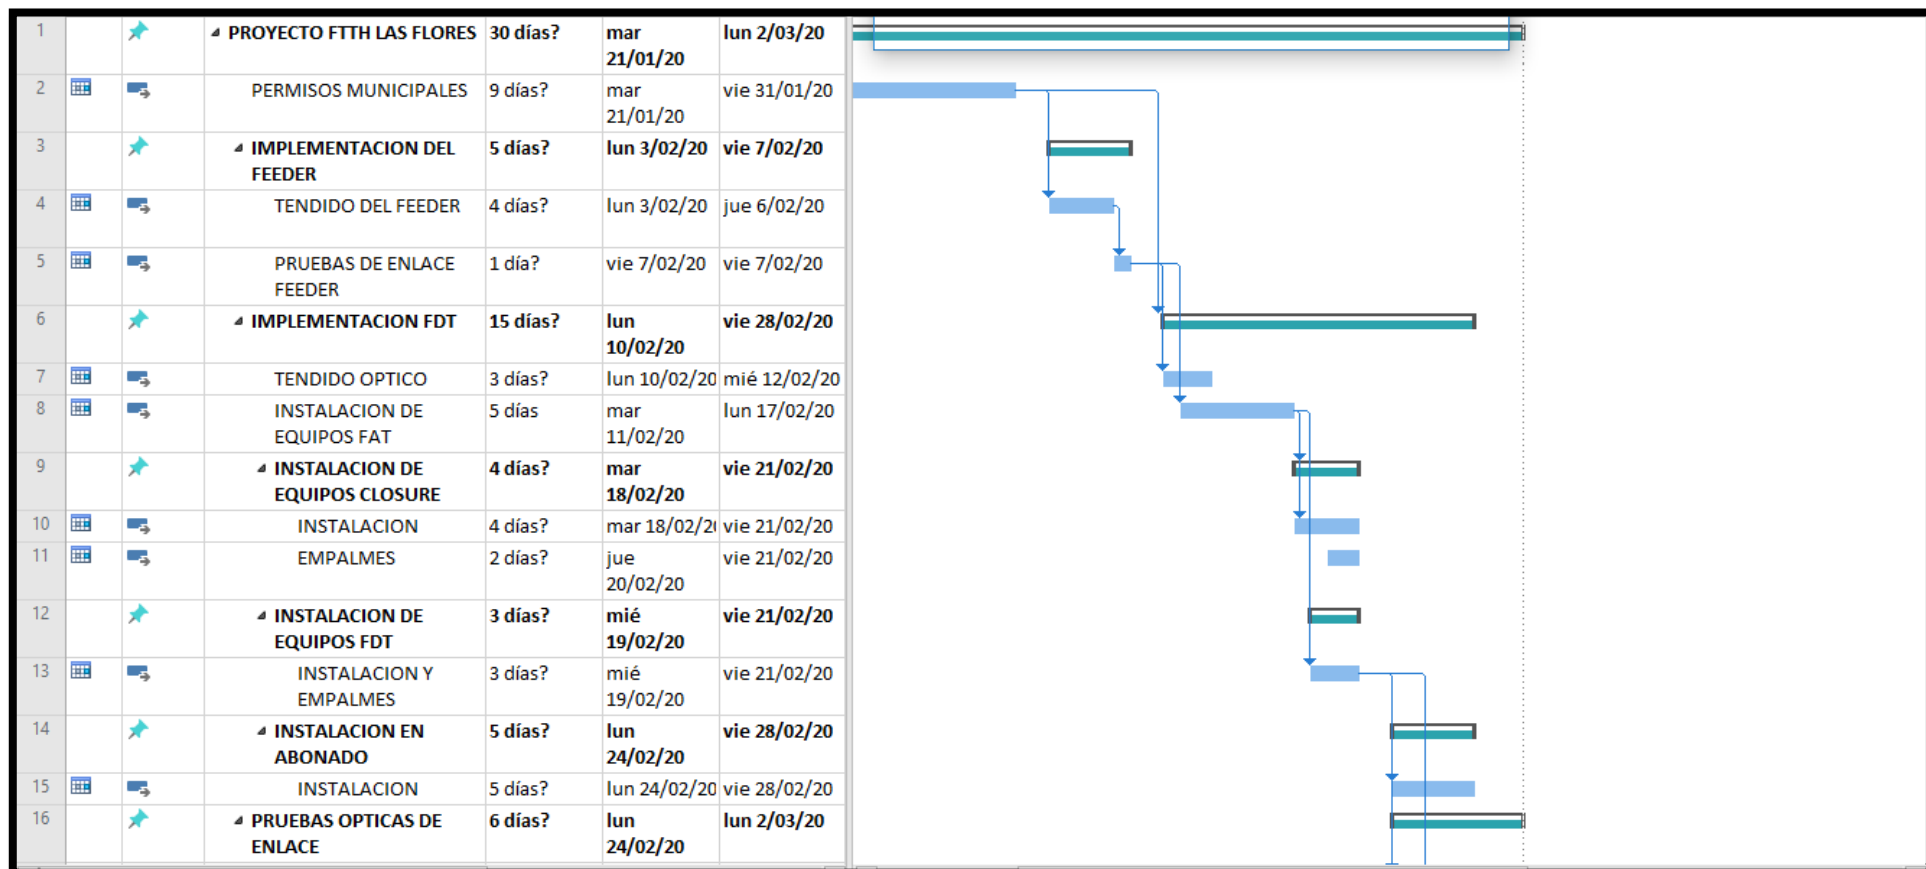 1 PROYECTO FTTH LAS FLORES 30 días? mar lun 2/03/20
21/01/20
2 PERMISOS MUNICIPALES 9 días? mar vie 31/01/20
21/01/20
3 IMPLEMENTACION DEL 5 días? lun 3/02/20 vie 7/02/20
FEEDER
4 TENDIDO DEL FEEDER 4 días? lun 3/02/20 jue 6/02/20
5 PRUEBAS DE ENLACE 1 día? vie 7/02/20 vie 7/02/20
FEEDER
6 IMPLEMENTACION FDT 15 días? lun vie 28/02/20
10/02/20
7 TENDIDO OPTICO 3 días? lun 10/02/20 mié 12/02/20
8 INSTALACION DE 5 días mar lun 17/02/20
EQUIPOS FAT 11/02/20
9 INSTALACION DE 4 días? mar vie 21/02/20
EQUIPOS CLOSURE 18/02/20
10 INSTALACION 4 días? mar 18/02/20 vie 21/02/20
11 EMPALMES 2 días? jue vie 21/02/20
20/02/20
12 INSTALACION DE 3 días? mié vie 21/02/20
EQUIPOS FDT 19/02/20
13 INSTALACION Y 3 días? mié vie 21/02/20
EMPALMES 19/02/20
14 INSTALACION EN 5 días? lun vie 28/02/20
ABONADO 24/02/20
15 INSTALACION 5 días? lun 24/02/20 vie 28/02/20
16 PRUEBAS OPTICAS DE 6 días? lun lun 2/03/20
ENLACE 24/02/20